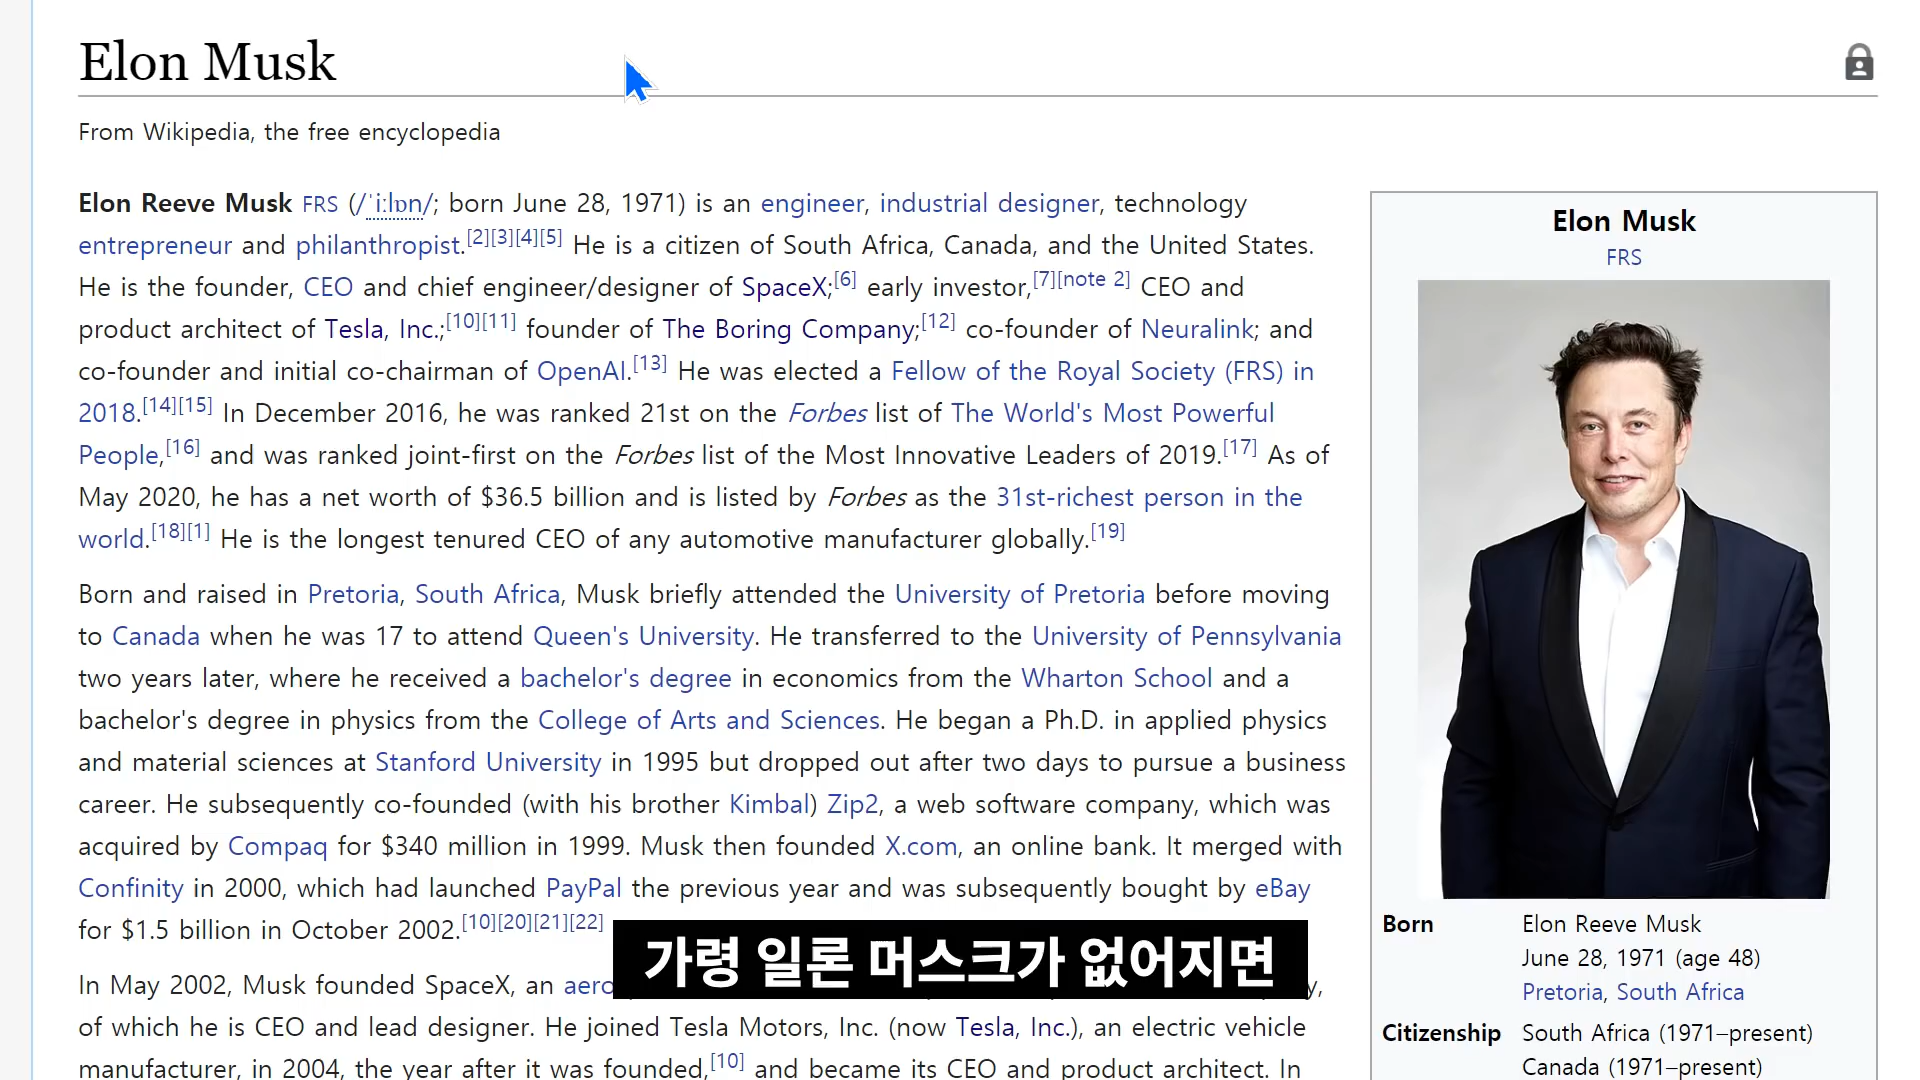 Elon Musk
From Wikipedia, the free encyclopedia
Elon Reeve Musk FRS (/ˈiːlɒn/; born June 28, 1971) is an engineer, industrial designer, technology
entrepreneur and philanthropist.[2][3][4][5] He is a citizen of South Africa, Canada, and the United States.
He is the founder, CEO and chief engineer/designer of SpaceX;[6] early investor,[7][note 2] CEO and
product architect of Tesla, Inc.;[10][11] founder of The Boring Company;[12] co-founder of Neuralink; and
co-founder and initial co-chairman of OpenAI.[13] He was elected a Fellow of the Royal Society (FRS) in
2018.[14][15] In December 2016, he was ranked 21st on the Forbes list of The World's Most Powerful
People,[16] and was ranked joint-first on the Forbes list of the Most Innovative Leaders of 2019.[17] As of
May 2020, he has a net worth of $36.5 billion and is listed by Forbes as the 31st-richest person in the
world.[18][1] He is the longest tenured CEO of any automotive manufacturer globally.[19]
Born and raised in Pretoria, South Africa, Musk briefly attended the University of Pretoria before moving
to Canada when he was 17 to attend Queen's University. He transferred to the University of Pennsylvania
two years later, where he received a bachelor's degree in economics from the Wharton School and a
bachelor's degree in physics from the College of Arts and Sciences. He began a Ph.D. in applied physics
and material sciences at Stanford University in 1995 but dropped out after two days to pursue a business
career. He subsequently co-founded (with his brother Kimbal) Zip2, a web software company, which was
acquired by Compaq for $340 million in 1999. Musk then founded X.com, an online bank. It merged with
Confinity in 2000, which had launched PayPal the previous year and was subsequently bought by eBay
for $1.5 billion in October 2002.[10][20][21][22]
In May 2002, Musk founded SpaceX, an
of which he is CEO and lead designer. He joined Tesla Motors, Inc. (now Tesla, Inc.), an electric vehicle
manufacturer, in 2004, the year after it was founded,[10] and became its CEO and product architect. In
Elon Musk
FRS
Born Elon Reeve Musk
June 28, 1971 (age 48)
Pretoria, South Africa
Citizenship South Africa (1971–present)
Canada (1971–present)
가령 일론 머스크가 없어지면